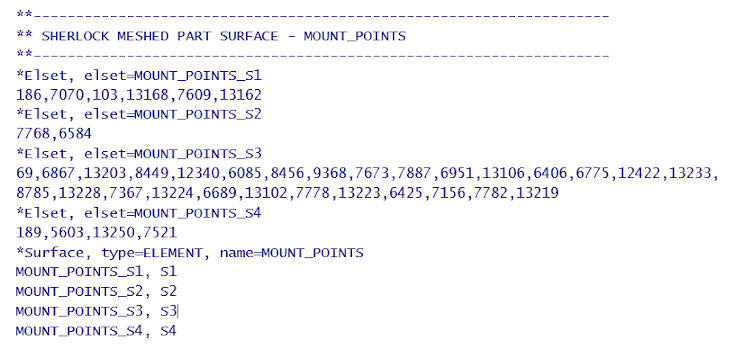 **-----------------------------------------------------------------
** SHERLOCK MESHED PART SURFACE - MOUNT_POINTS
**-----------------------------------------------------------------
*Elset, elset=MOUNT_POINTS_S1
186,7070,103,13168,7609,13162
*Elset, elset=MOUNT_POINTS_S2
7768,6584
*Elset, elset=MOUNT_POINTS_S3
69,6867,13203,8449,12340,6085,8456,9368,7673,7887,6951,13106,6406,6775,12422,13233,
8785,13228,7367,13224,6689,13102,7778,13223,6425,7156,7782,13219
*Elset, elset=MOUNT_POINTS_S4
189,5603,13250,7521
*Surface, type=ELEMENT, name=MOUNT_POINTS
MOUNT_POINTS_S1, S1
MOUNT_POINTS_S2, S2
MOUNT_POINTS_S3, S3
MOUNT_POINTS_S4, S4